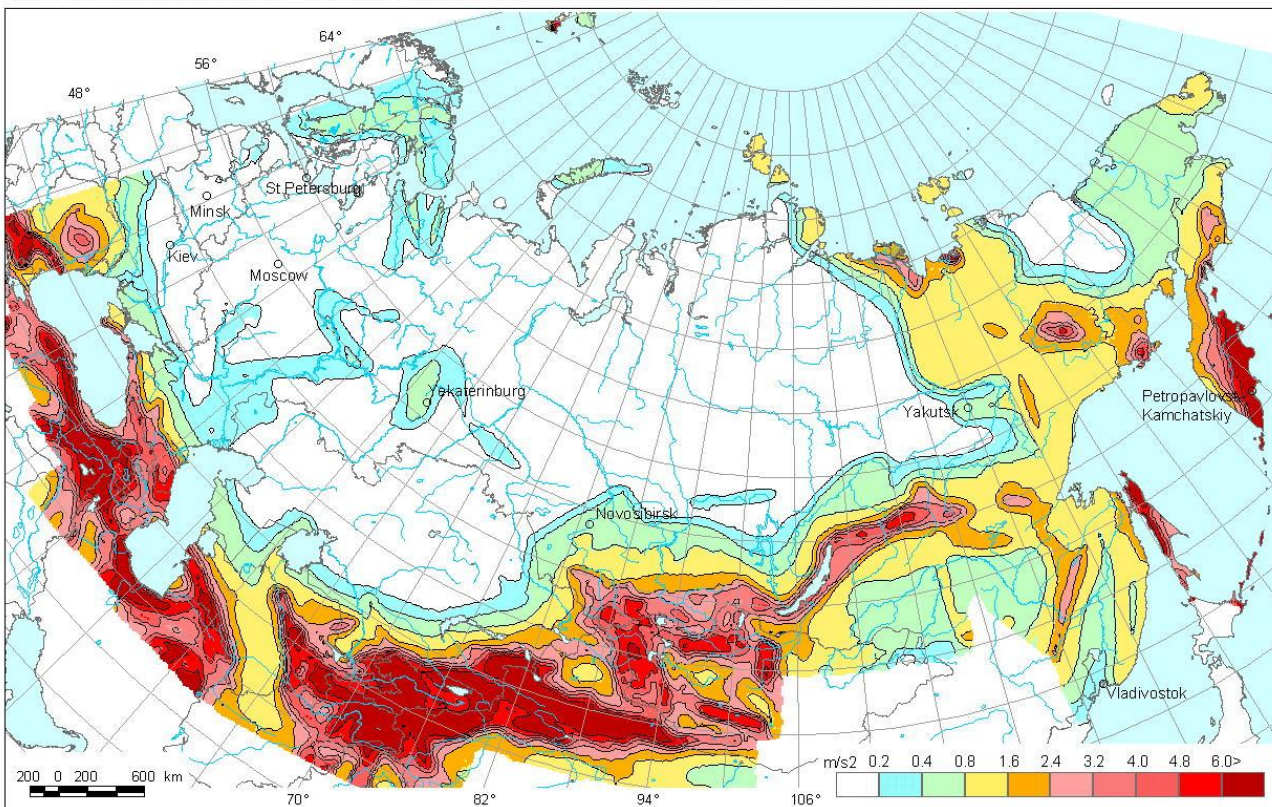 64°
56°
48°
St Petersburg
Minsk
Kiev
Moscow
Yekaterinburg
Yakutsk
Petropavlovsk-
Kamchatskiy
Novosibirsk
Vladivostok
200 0 200 600 km
m/s2 0.2 0.4 0.8 1.6 2.4 3.2 4.0 4.8 6.0>
70° 82° 94° 106°